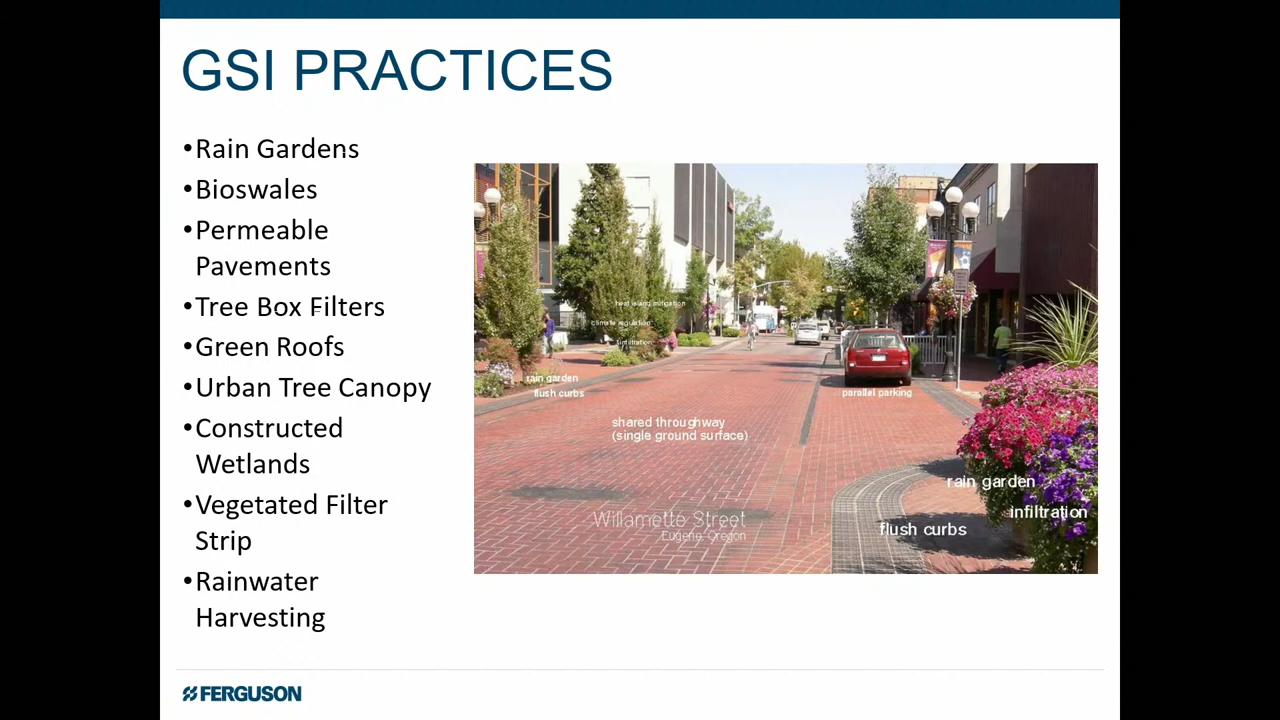 GSI PRACTICES
•Rain Gardens
•Bioswales
•Permeable
Pavements
•Tree Box Filters
•Green Roofs
•Urban Tree Canopy
•Constructed
Wetlands
•Vegetated Filter
Strip
•Rainwater
Harvesting
heat island mitigation
climate regulation
infiltration
rain garden
flush curbs
parallel parking
shared throughway
(single ground surface)
rain garden
infiltration
flush curbs
Willamette Street
Eugene, Oregon
FERGUSON